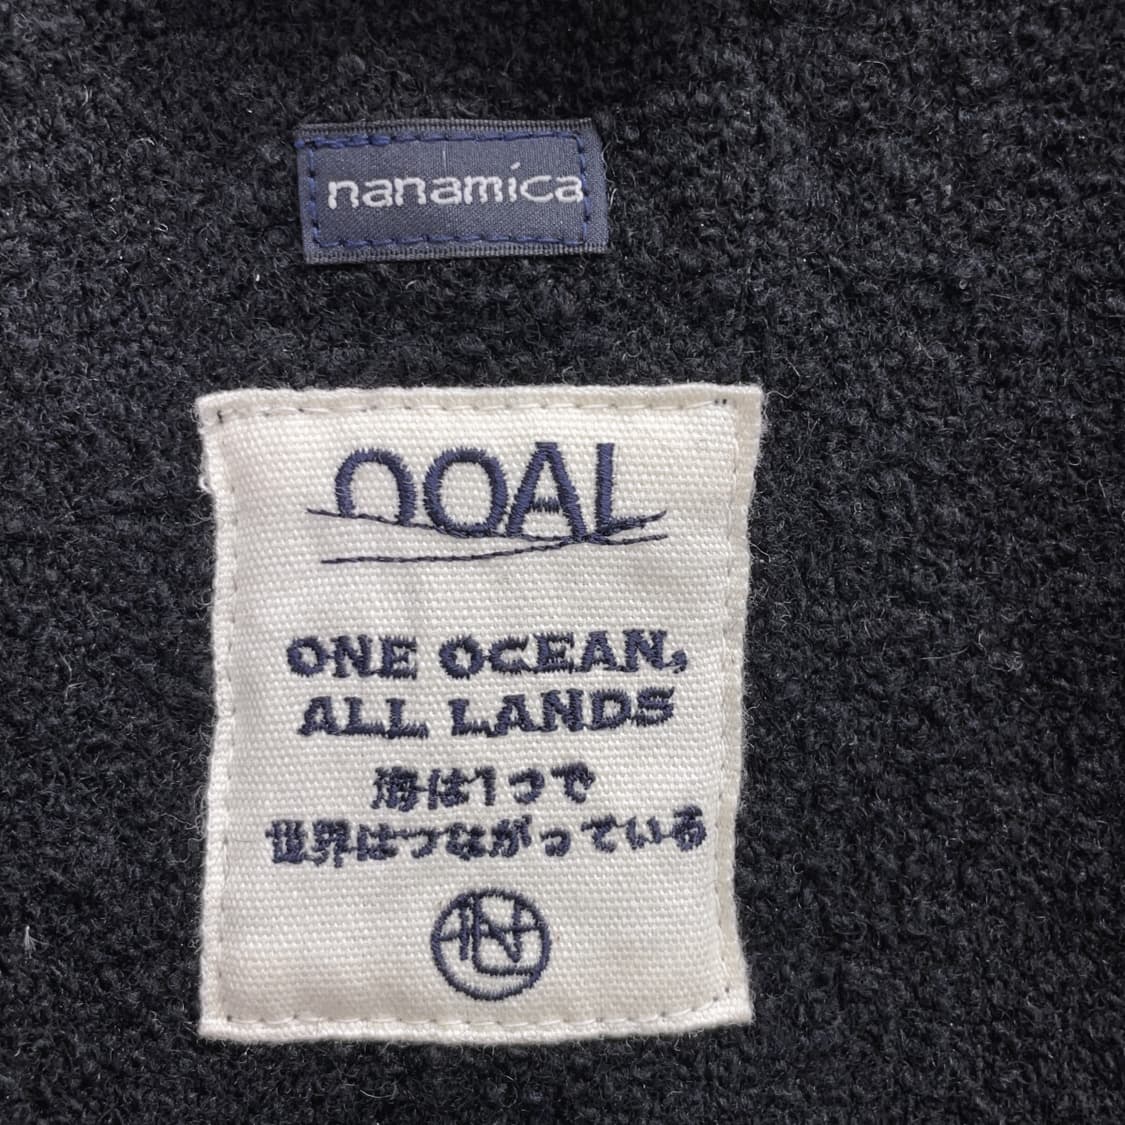 nanamica
nOAL
ONE OCEAN,
ALL LANDS
海は1つで
世界はつながっている